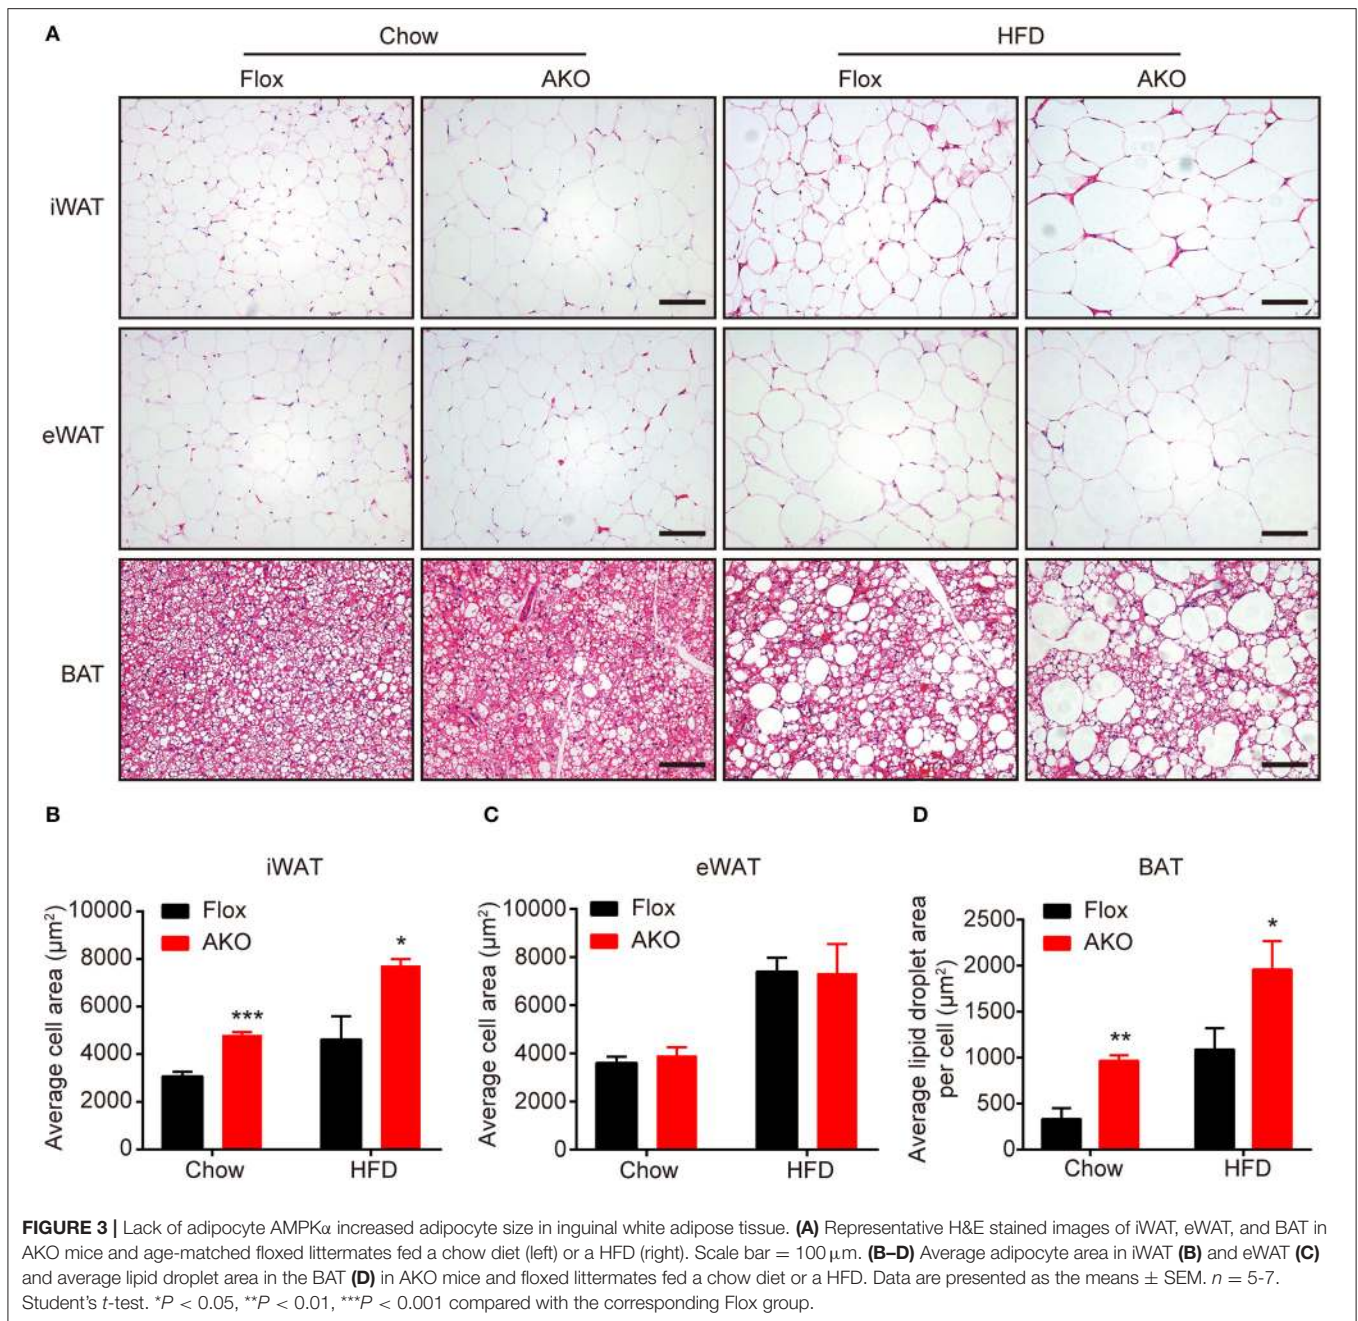 A
Chow
HFD
Flox
AKO
Flox
AKO
iWAT
eWAT
BAT
B
C
D
iWAT
Flox
AKO
Average cell area (µm²)
10000
8000
6000
4000
2000
0
***
*
Chow
HFD
eWAT
Flox
AKO
Average cell area (µm²)
10000
8000
6000
4000
2000
0
Chow
HFD
BAT
Flox
AKO
Average lipid droplet area
per cell (µm²)
2500
2000
1500
1000
500
0
**
*
Chow
HFD
FIGURE 3 | Lack of adipocyte AMPKα increased adipocyte size in inguinal white adipose tissue. (A) Representative H&E stained images of iWAT, eWAT, and BAT in
AKO mice and age-matched floxed littermates fed a chow diet (left) or a HFD (right). Scale bar = 100 µm. (B–D) Average adipocyte area in iWAT (B) and eWAT (C)
and average lipid droplet area in the BAT (D) in AKO mice and floxed littermates fed a chow diet or a HFD. Data are presented as the means ± SEM. n = 5-7.
Student's t-test. *P < 0.05, **P < 0.01, ***P < 0.001 compared with the corresponding Flox group.